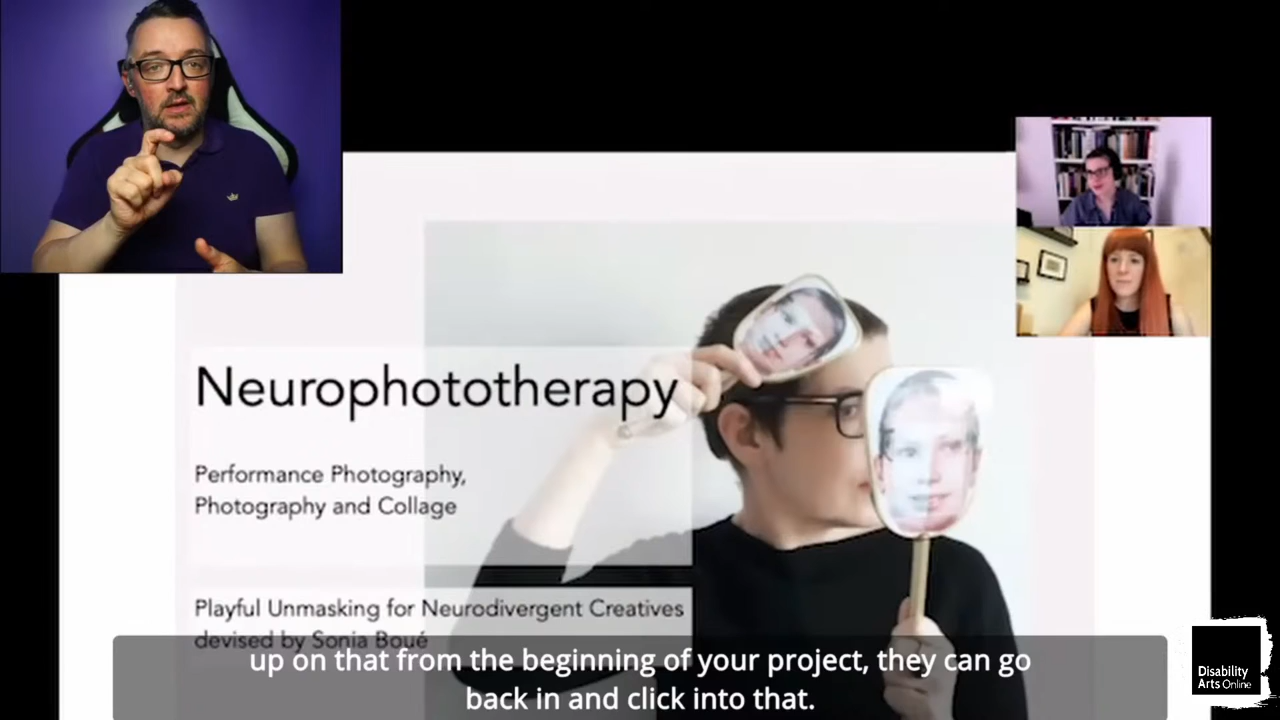 Neurophototherapy
Performance Photography,
Photography and Collage
Playful Unmasking for Neurodivergent Creatives
devised by Sonia Boué
up on that from the beginning of your project, they can go
back in and click into that.
Disability
Arts Online